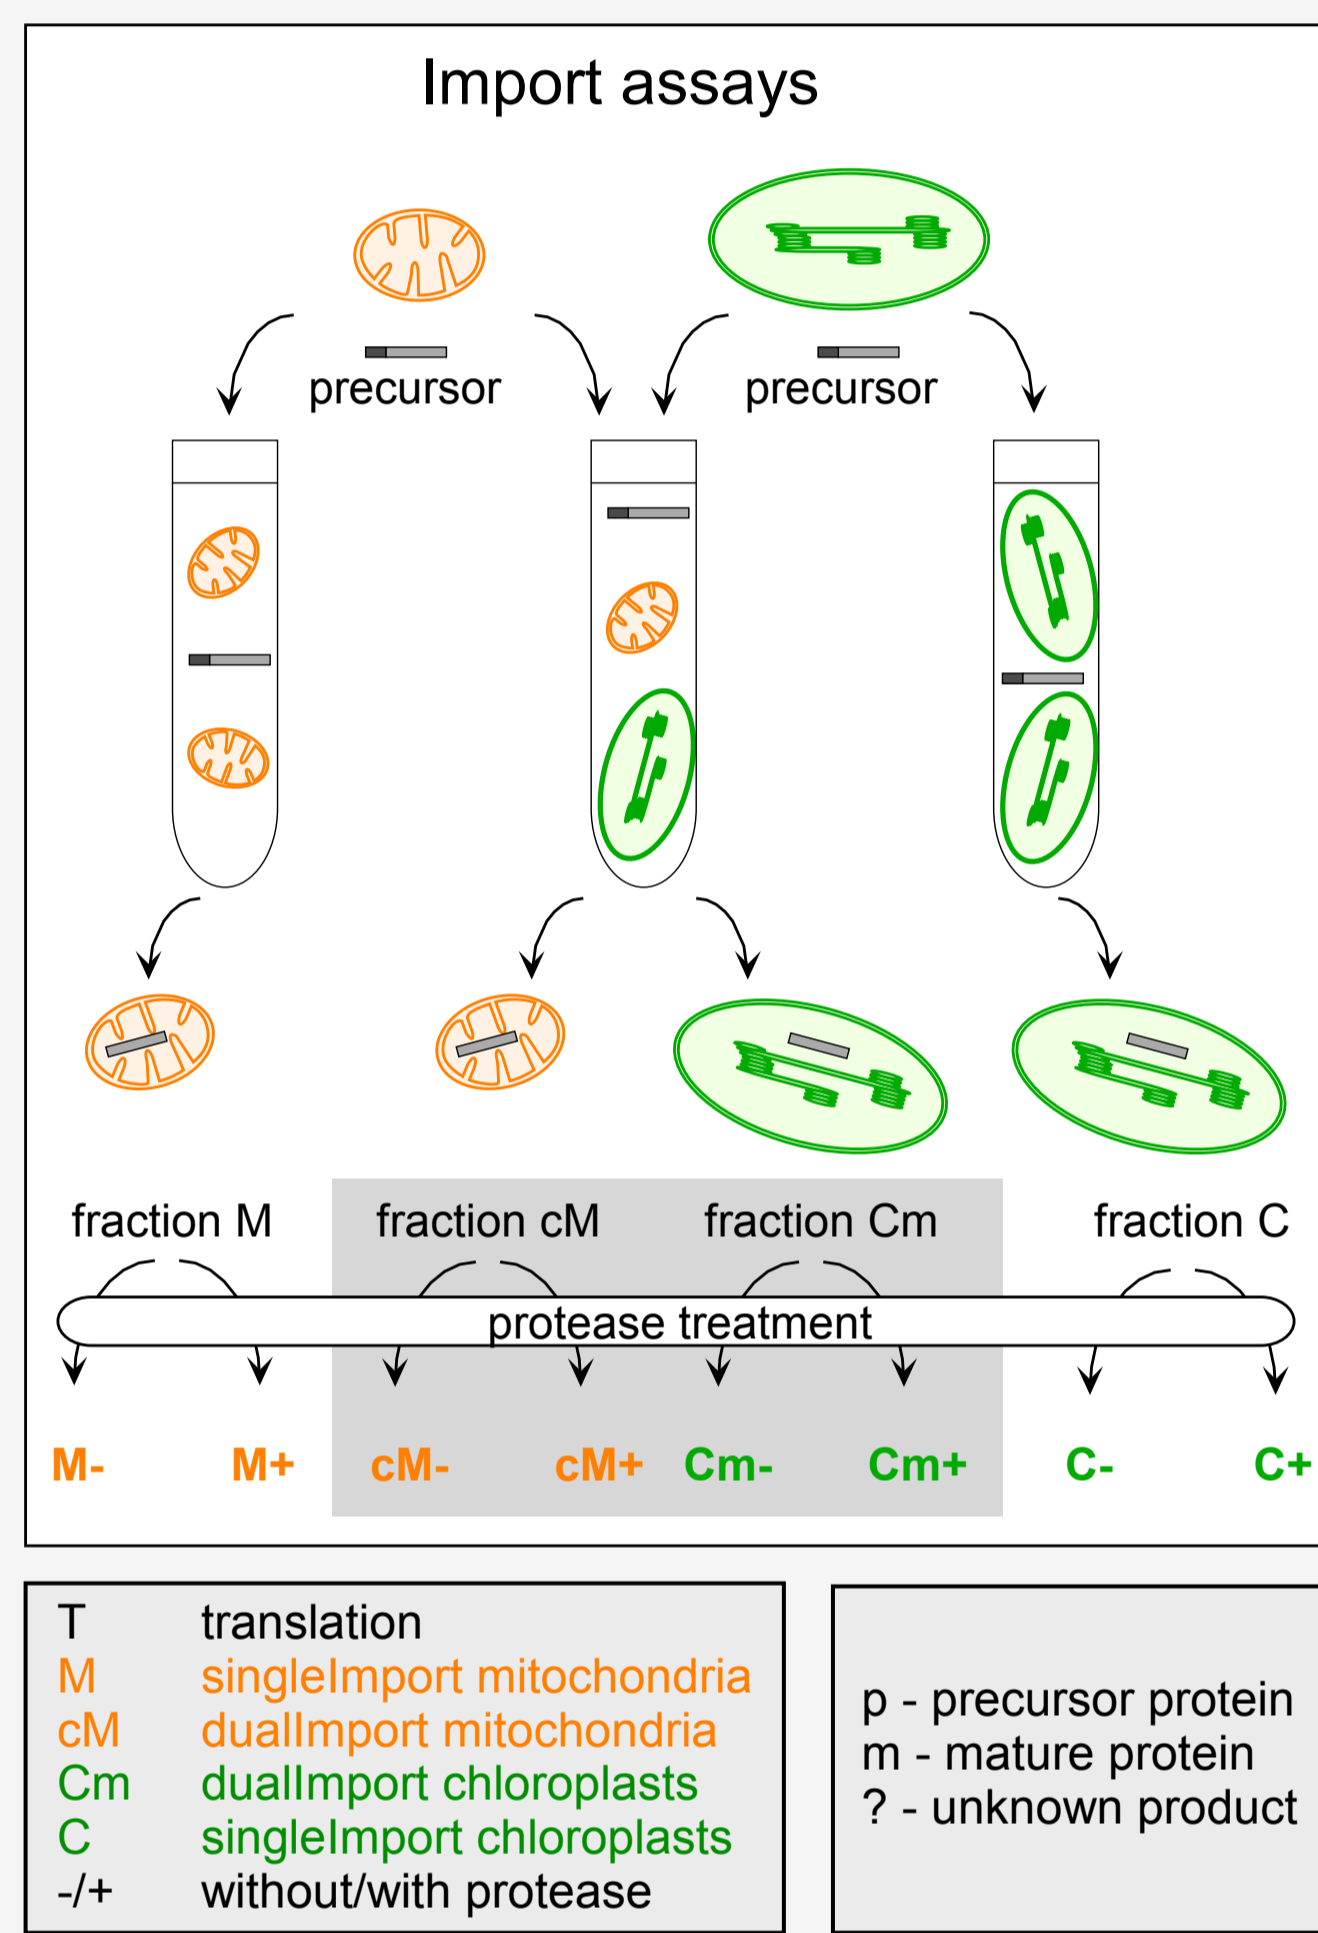 Import assays
precursor precursor
fraction M fraction cM fraction Cm fraction C
protease treatment
M- M+ cM- cM+ Cm- Cm+ C- C+
T translation
M singleImport mitochondria
cM dualImport mitochondria
Cm dualImport chloroplasts
C singleImport chloroplasts
-/+ without/with protease
p - precursor protein
m - mature protein
? - unknown product